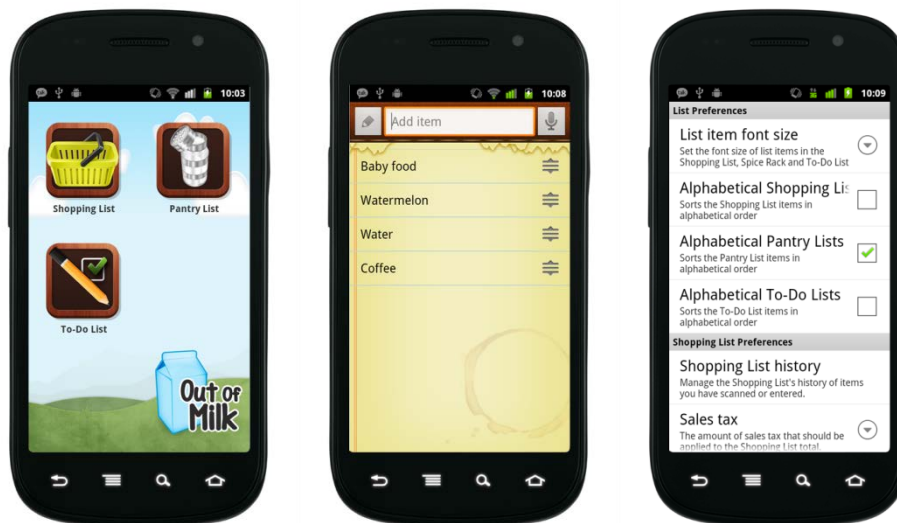 10:03
Shopping List
Pantry List
To-Do List
Out of
Milk
10:08
Add item
Baby food
Watermelon
Water
Coffee
10:09
List Preferences
List item font size
Set the font size of list items in the
Shopping List, Spice Rack and To-Do List
Alphabetical Shopping Lis
Sorts the Shopping List items in
alphabetical order
Alphabetical Pantry Lists
Sorts the Pantry List items in
alphabetical order
Alphabetical To-Do Lists
Sorts the To-Do List items in
alphabetical order
Shopping List Preferences
Shopping List history
Manage the Shopping List's history of items
you have scanned or entered.
Sales tax
The amount of sales tax that should be
applied to the Shopping List total.